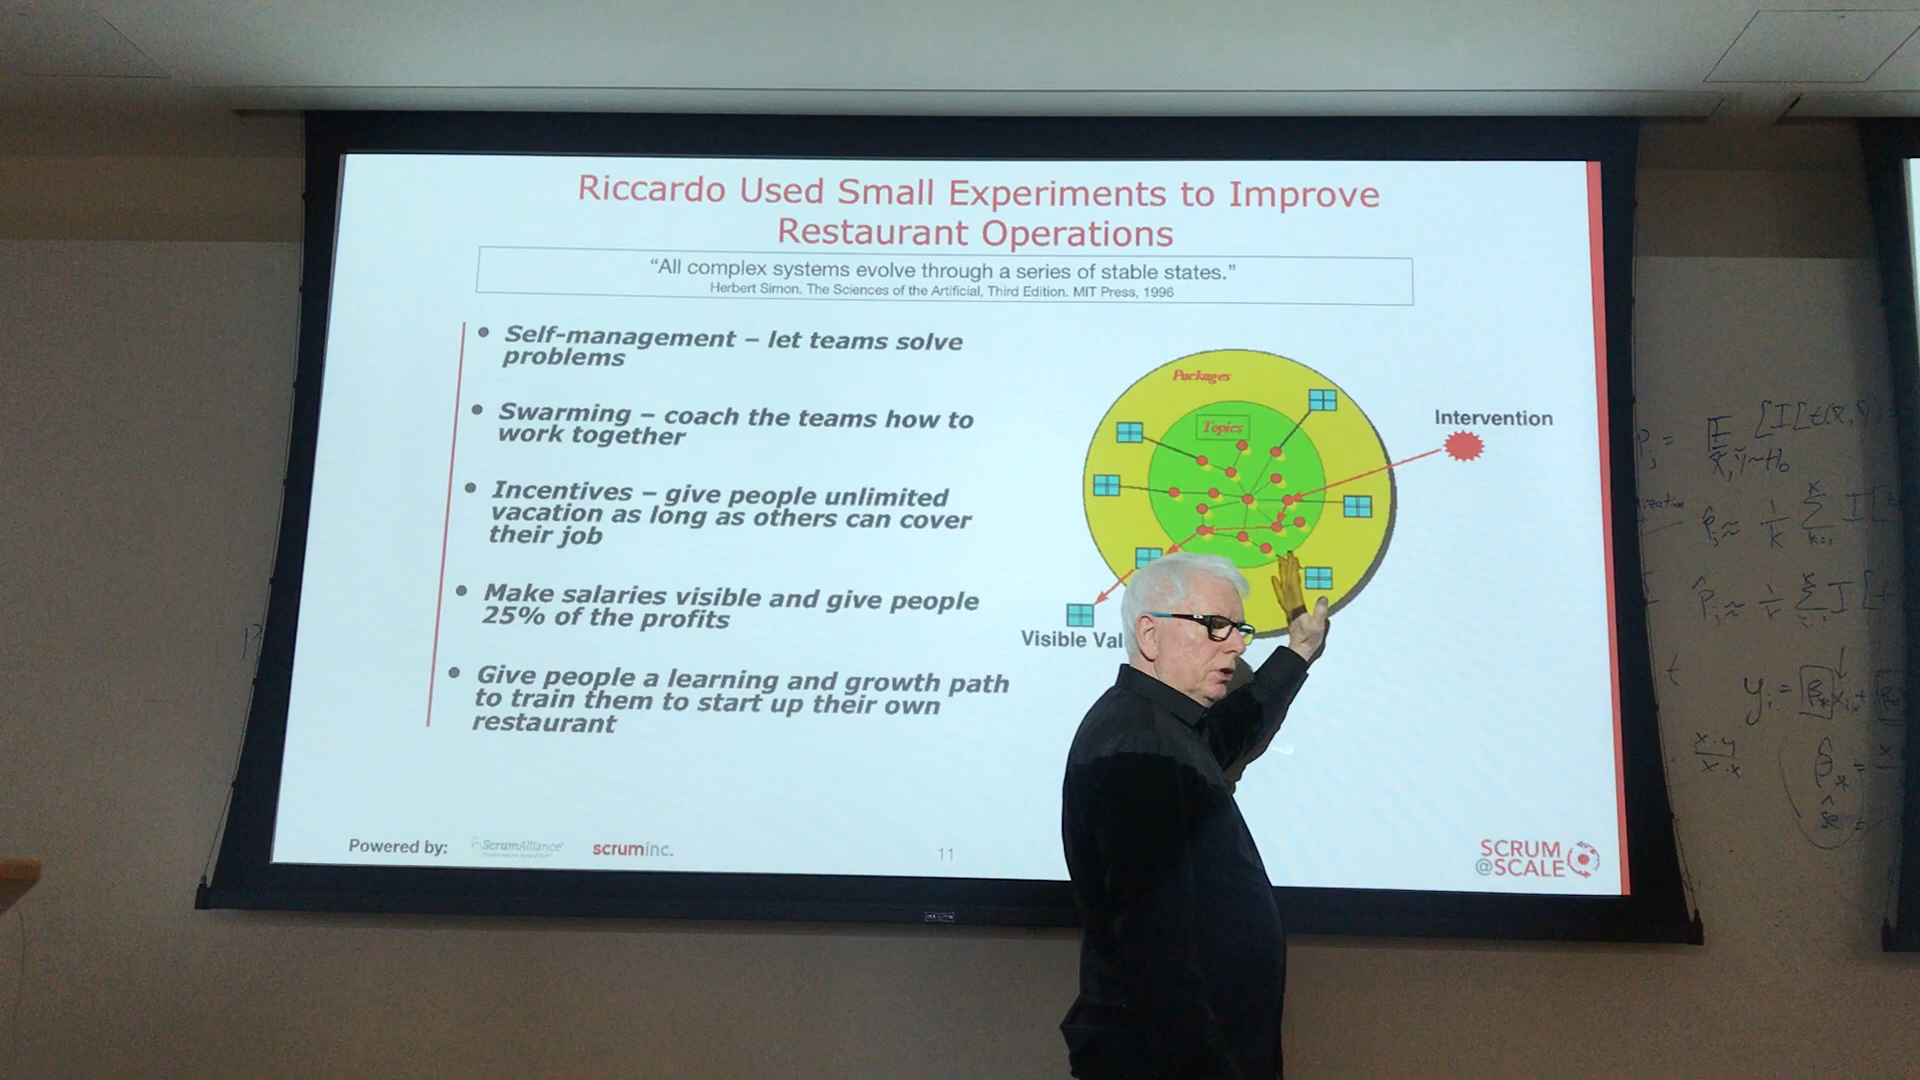 Riccardo Used Small Experiments to Improve
Restaurant Operations
“All complex systems evolve through a series of stable states.”
Herbert Simon. The Sciences of the Artificial, Third Edition. MIT Press, 1996
• Self-management – let teams solve
problems
• Swarming – coach the teams how to
work together
• Incentives – give people unlimited
vacation as long as others can cover
their job
• Make salaries visible and give people
25% of the profits
• Give people a learning and growth path
to train them to start up their own
restaurant
Packages
Topics
Intervention
Visible Val
Powered by:
ScrumAlliance
scruminc.
11
SCRUM
@SCALE